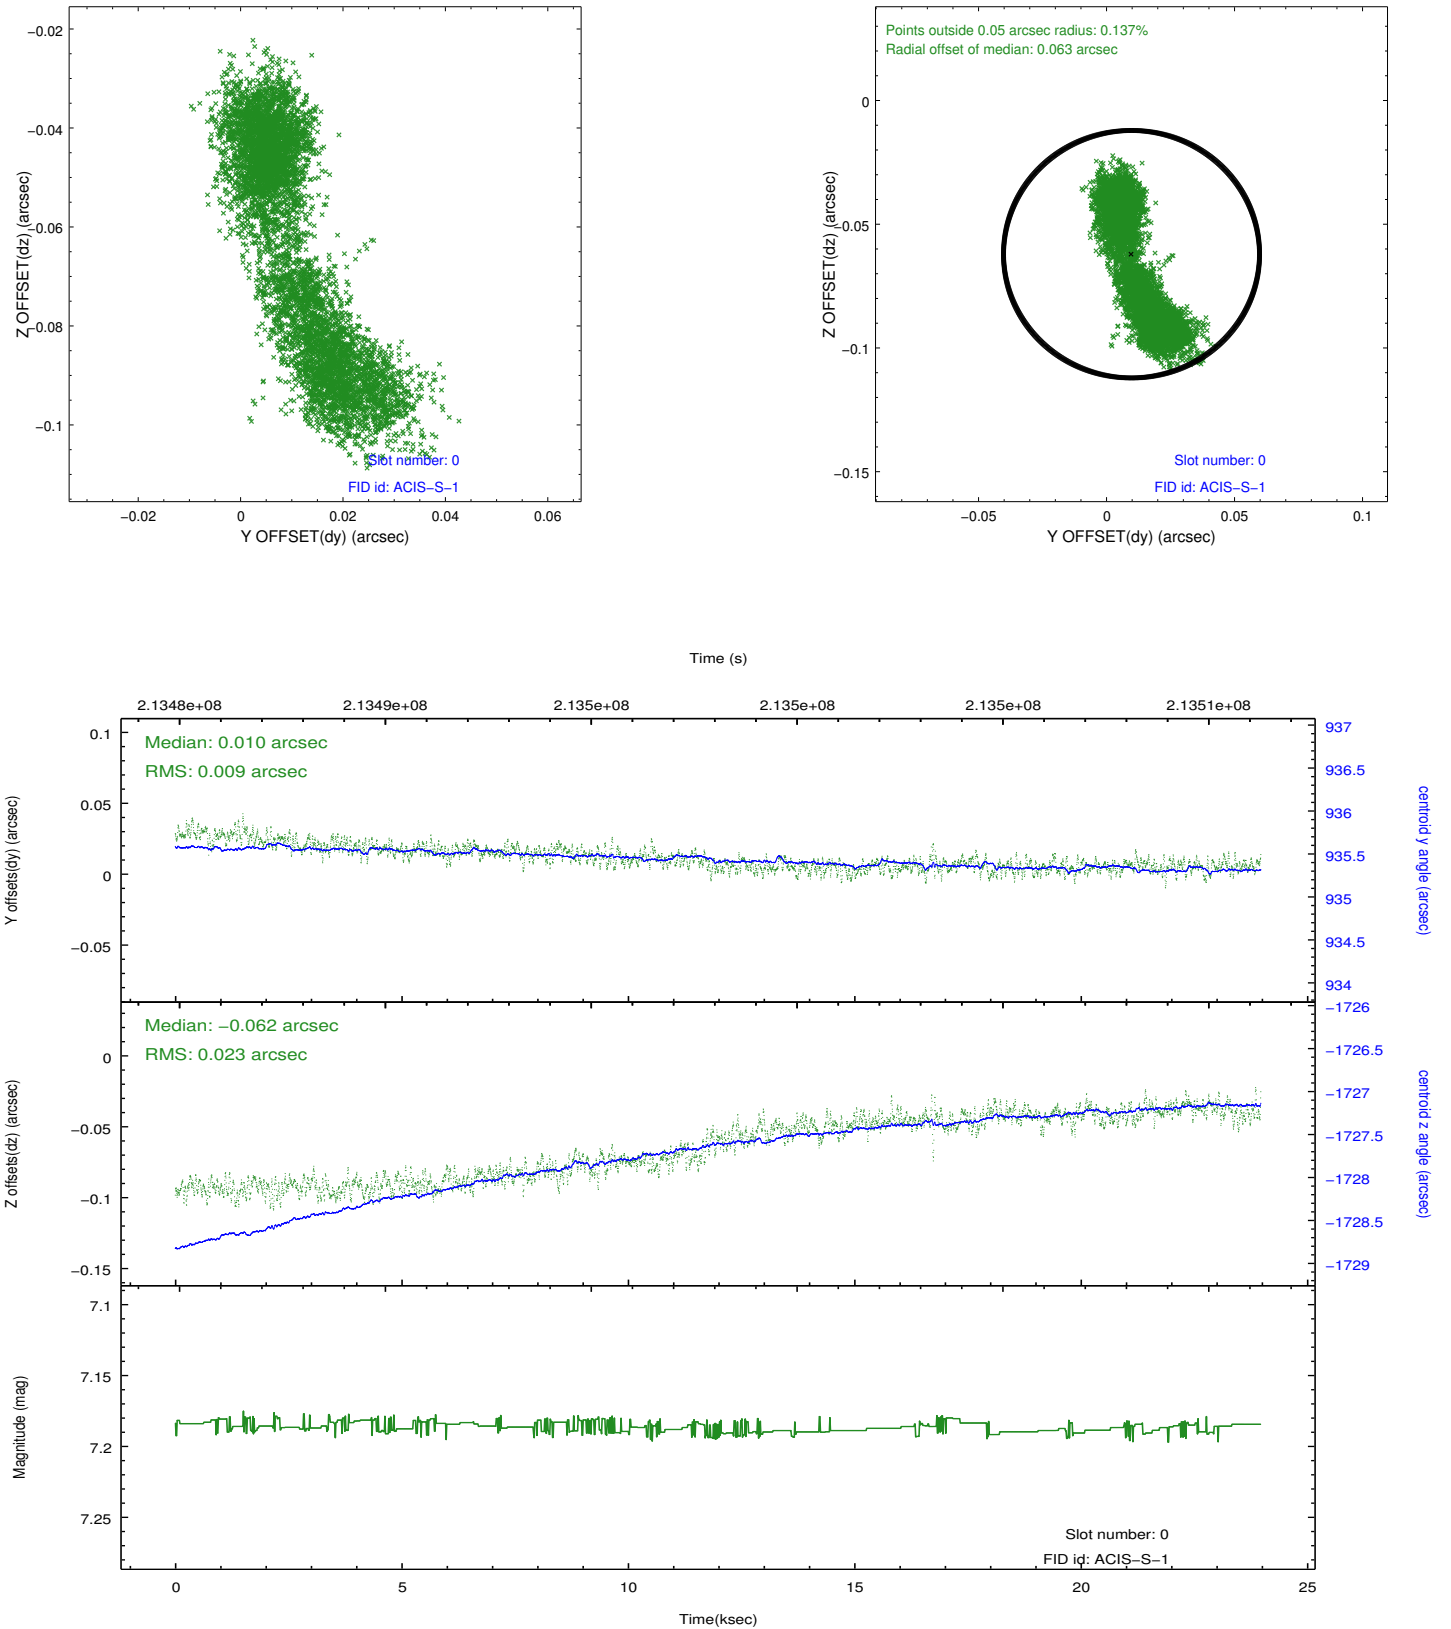 −0.02
−0.04
−0.06
−0.08
−0.1
Z OFFSET(dz) (arcsec)
Slot number: 0
FID id: ACIS−S−1
−0.02
0
0.02
0.04
0.06
Y OFFSET(dy) (arcsec)
Points outside 0.05 arcsec radius: 0.137%
Radial offset of median: 0.063 arcsec
0
−0.05
−0.1
−0.15
Z OFFSET(dz) (arcsec)
Slot number: 0
FID id: ACIS−S−1
−0.05
0
0.05
0.1
Y OFFSET(dy) (arcsec)
Time (s)
2.1348e+08
2.1349e+08
2.135e+08
2.135e+08
2.135e+08
2.1351e+08
Median: 0.010 arcsec
RMS: 0.009 arcsec
0.1
0.05
0
−0.05
Y offsets(dy) (arcsec)
937
936.5
936
935.5
935
934.5
934
centroid y angle (arcsec)
Median: −0.062 arcsec
RMS: 0.023 arcsec
0
−0.05
−0.1
−0.15
Z offsets(dz) (arcsec)
−1726
−1726.5
−1727
−1727.5
−1728
−1728.5
−1729
centroid z angle (arcsec)
7.1
7.15
7.2
7.25
Magnitude (mag)
Slot number: 0
FID id: ACIS−S−1
0
5
10
15
20
25
Time(ksec)